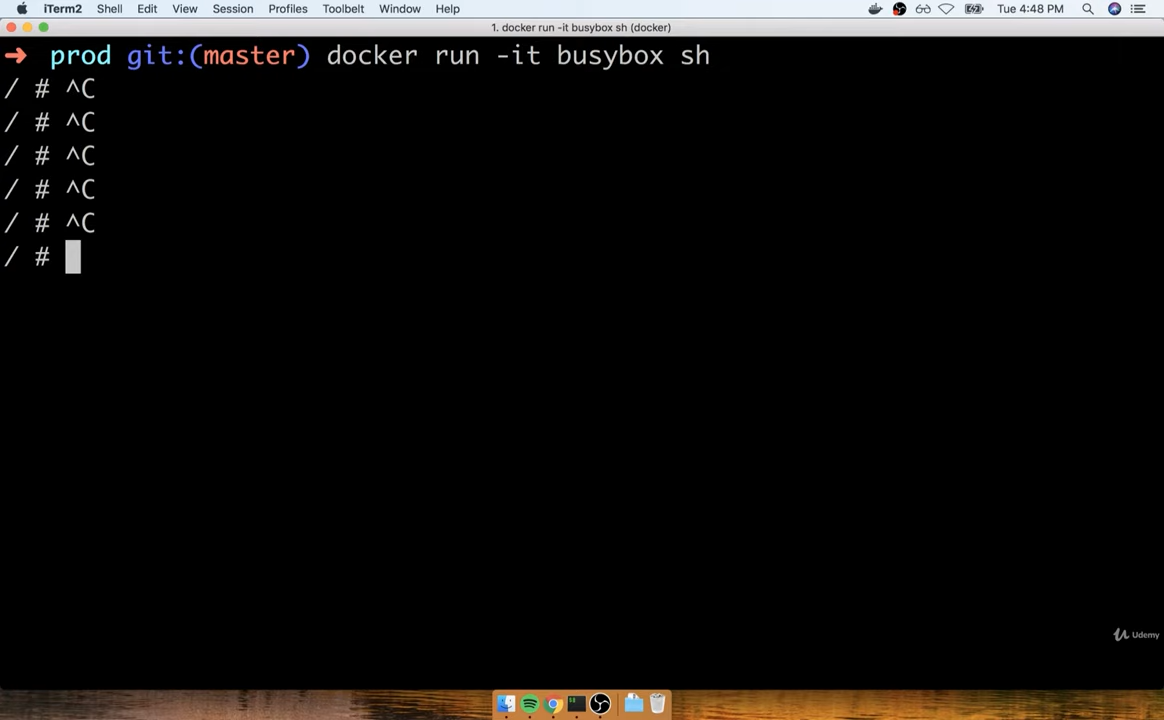 iTerm2 Shell Edit View Session Profiles Toolbelt Window Help Tue 4:48 PM
1. docker run -it busybox sh (docker)
➜ prod git:(master) docker run -it busybox sh
/ # ^C
/ # ^C
/ # ^C
/ # ^C
/ # ^C
/ #
Udemy